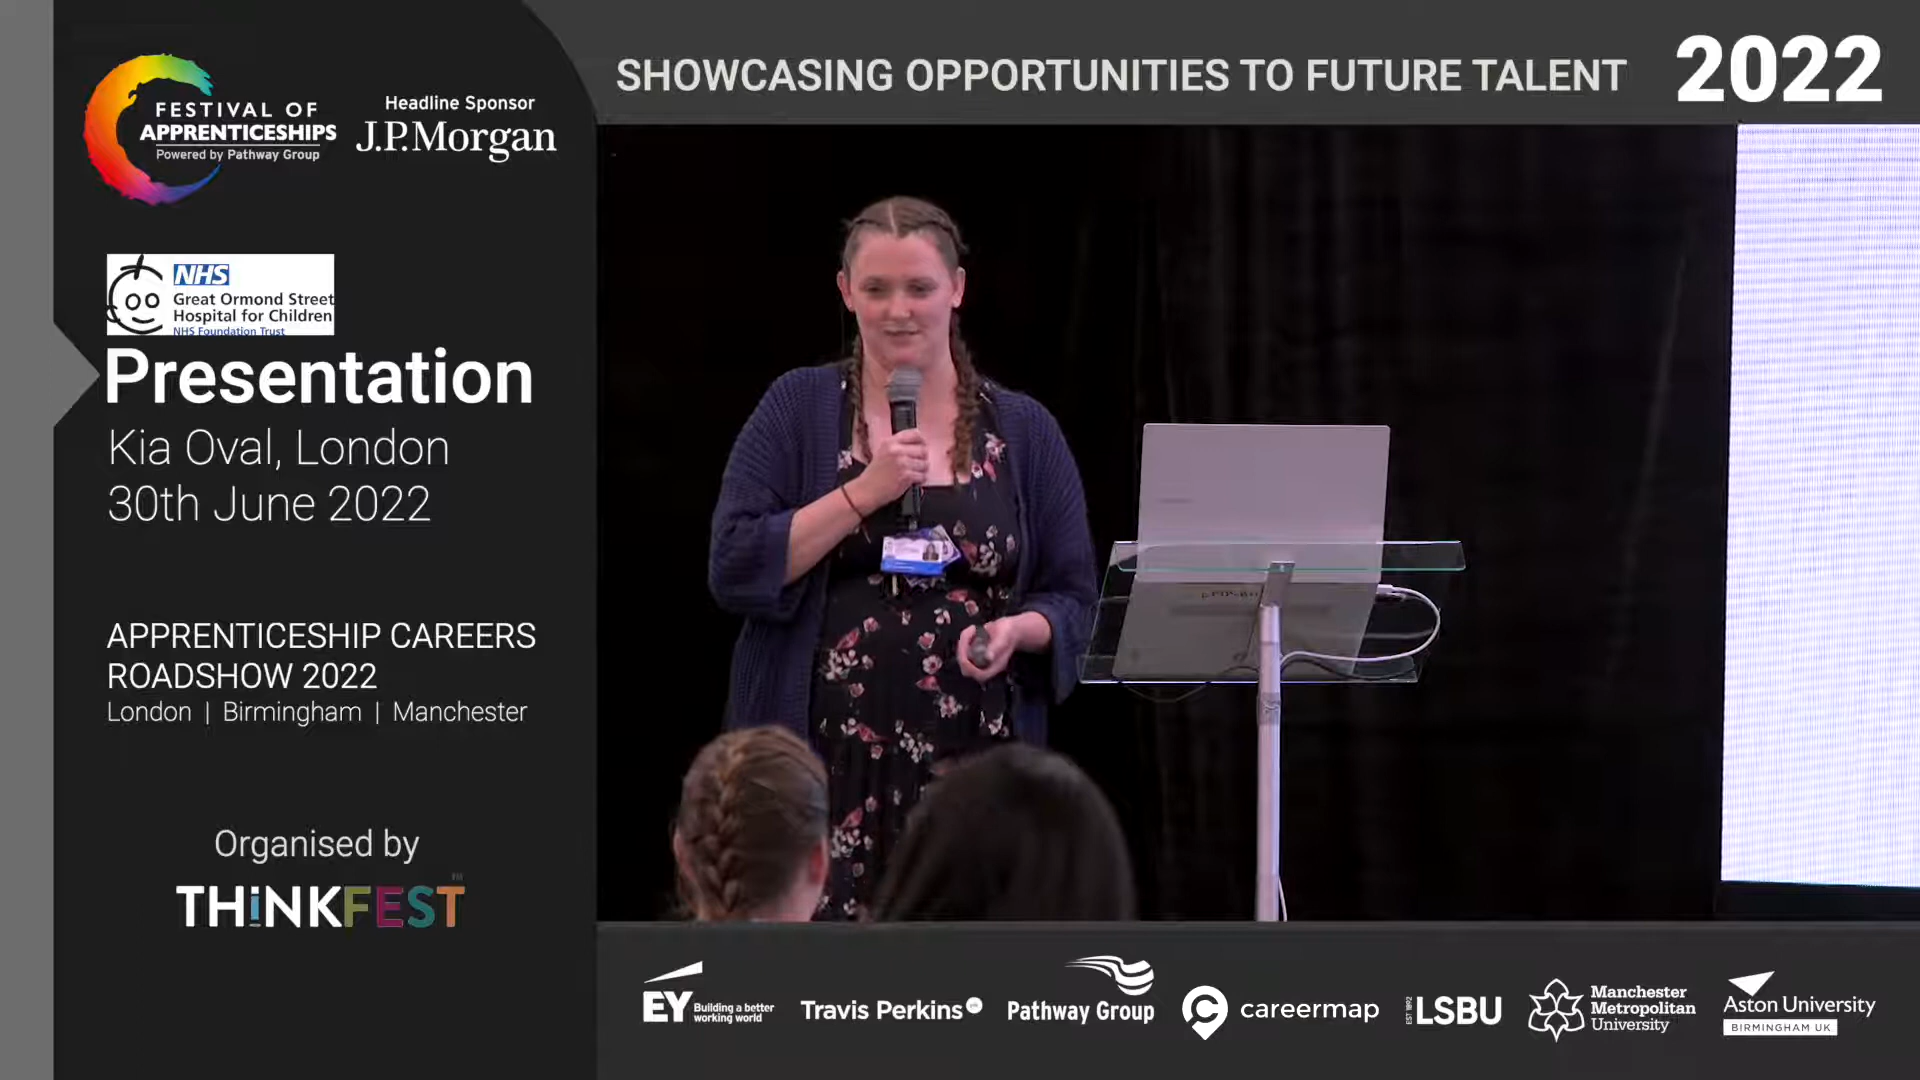 FESTIVAL OF
APPRENTICESHIPS
Powered by Pathway Group
Headline Sponsor
J.P.Morgan
SHOWCASING OPPORTUNITIES TO FUTURE TALENT 2022
NHS
Great Ormond Street
Hospital for Children
NHS Foundation Trust
Presentation
Kia Oval, London
30th June 2022
APPRENTICESHIP CAREERS
ROADSHOW 2022
London | Birmingham | Manchester
Organised by
THiNKFEST™
EY Building a better
working world
Travis Perkins
Pathway Group
careermap
EST 1892 LSBU
Manchester
Metropolitan
University
Aston University
BIRMINGHAM UK